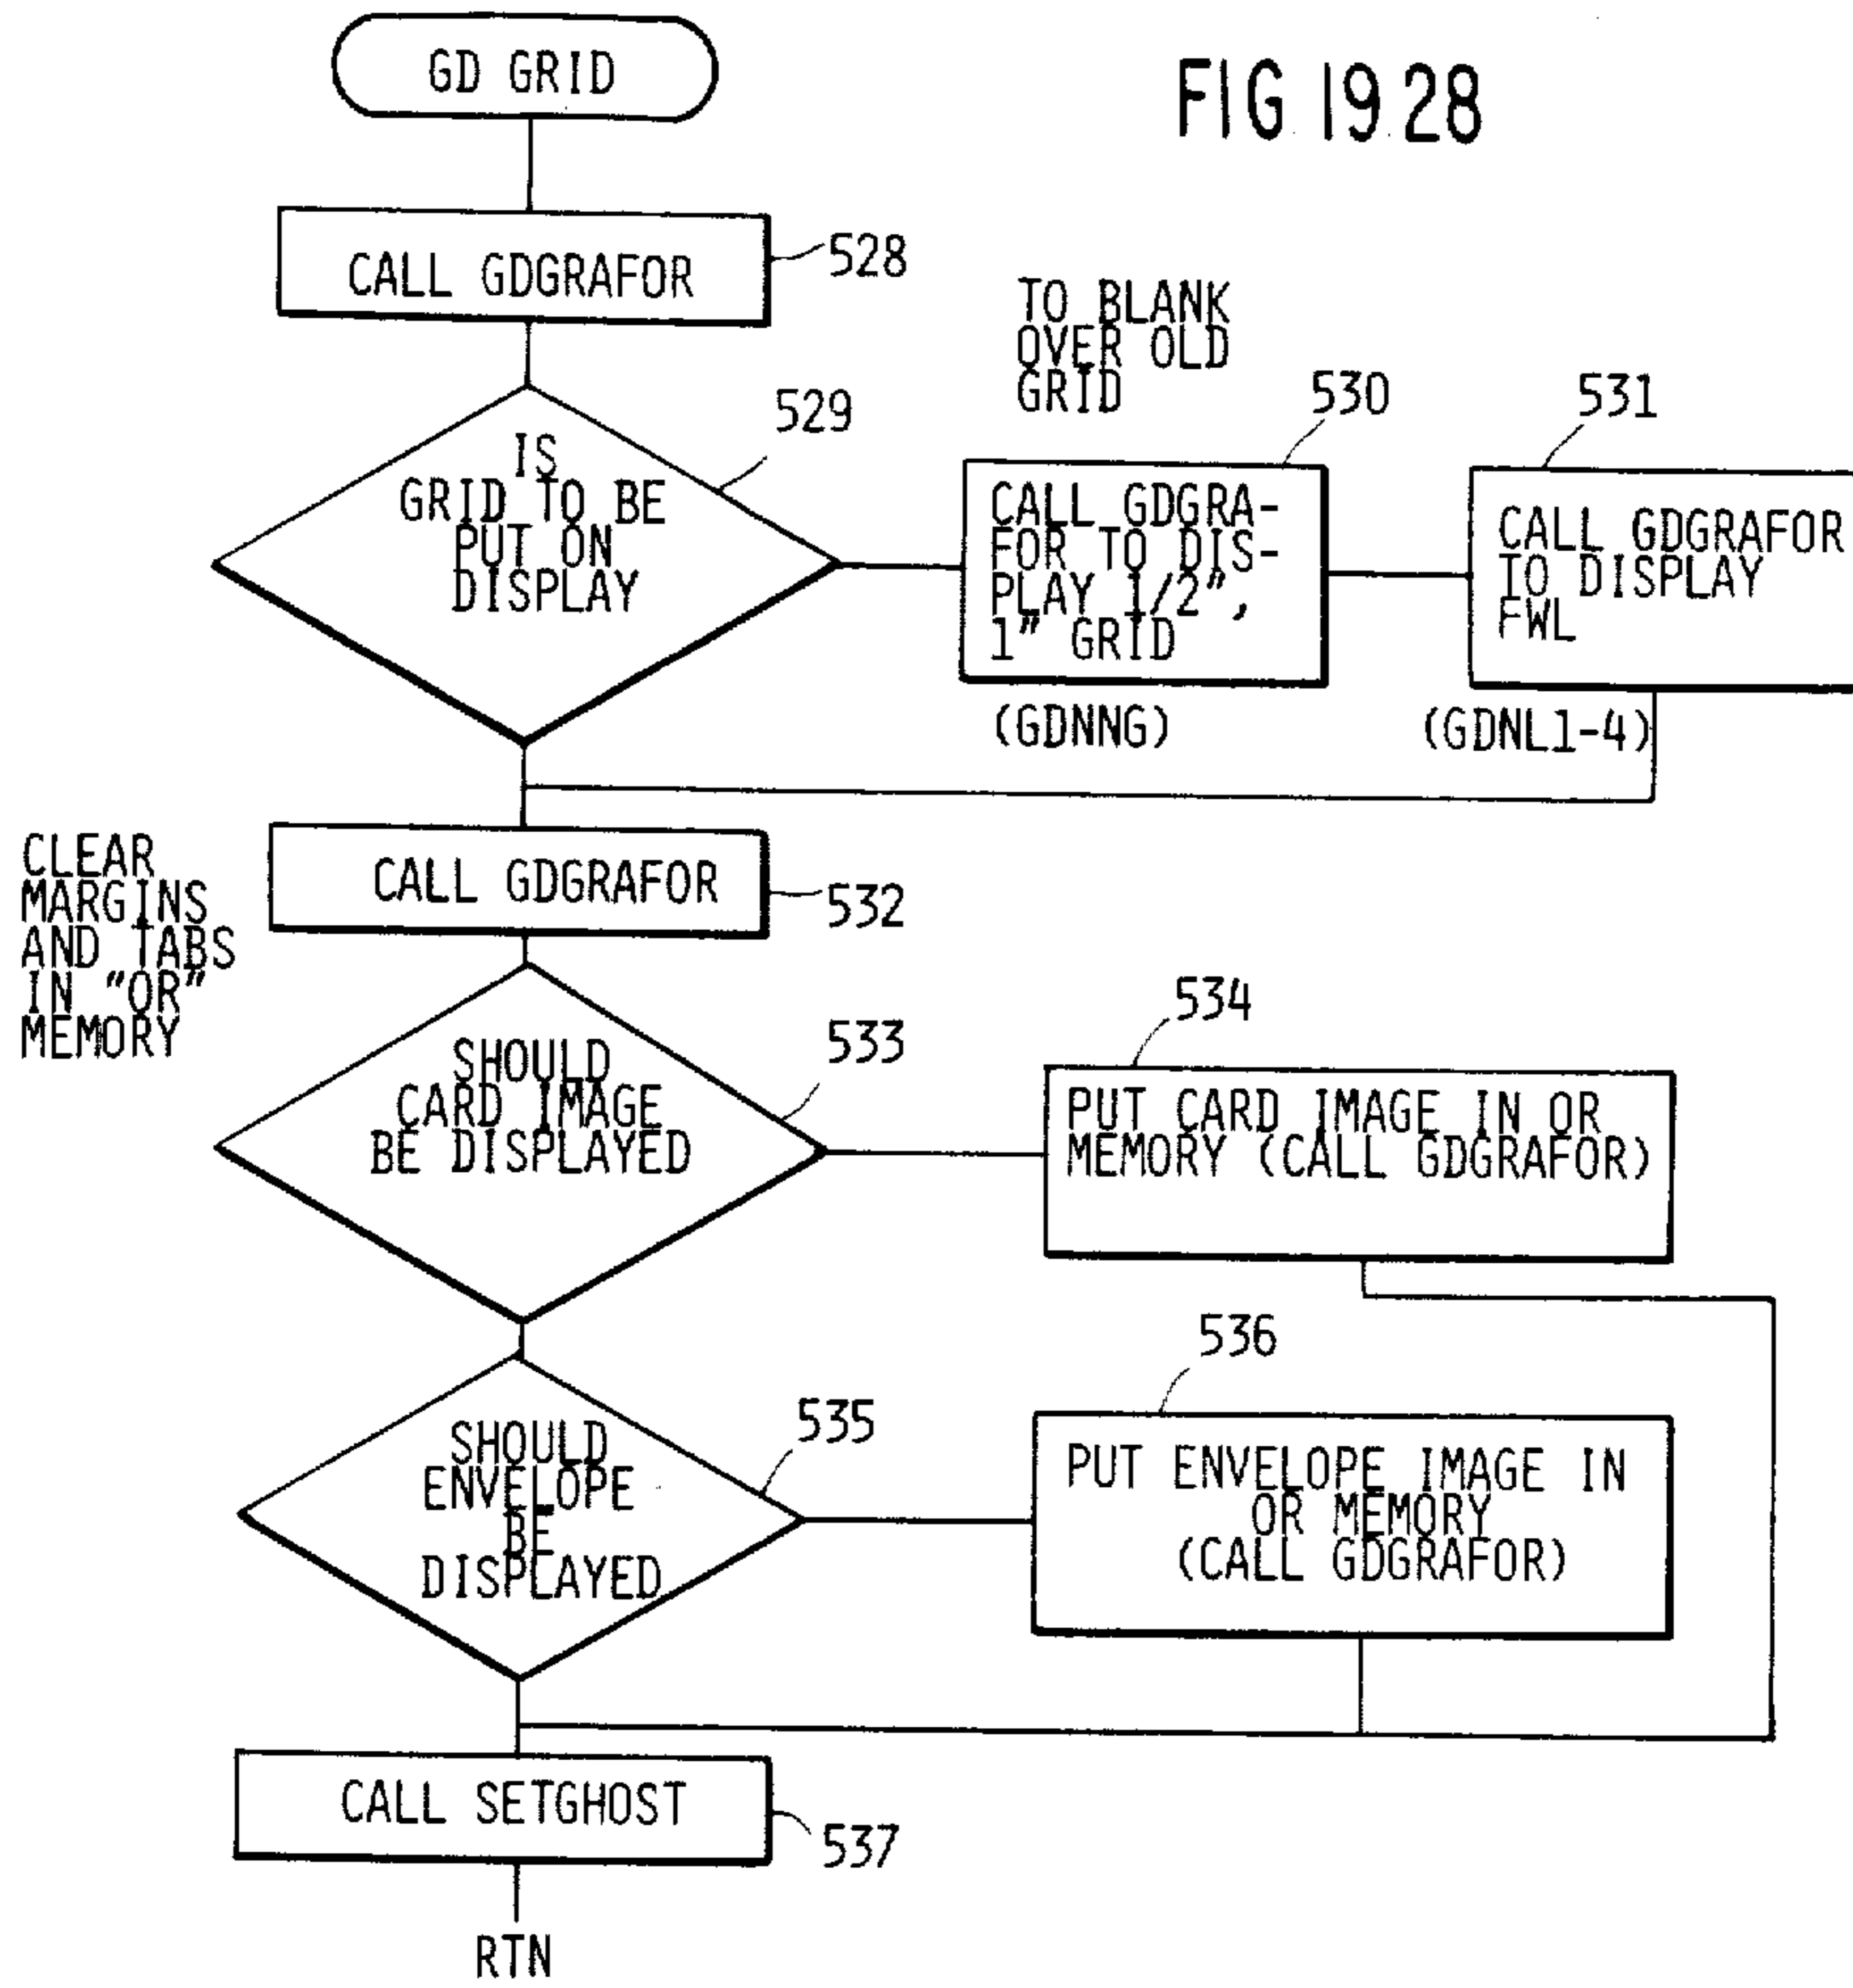 GD GRID
FIG 19.28
CALL GDGRAFOR
528
TO BLANK
OVER OLD
GRID
529
530
531
IS
GRID TO BE
PUT ON
DISPLAY
CALL GDGRA-
FOR TO DIS-
PLAY 1/2",
1" GRID
CALL GDGRAFOR
TO DISPLAY
FWL
(GDNNG)
(GDNL1-4)
CLEAR
MARGINS
AND TABS
IN "OR"
MEMORY
CALL GDGRAFOR
532
533
SHOULD
CARD IMAGE
BE DISPLAYED
534
PUT CARD IMAGE IN OR
MEMORY (CALL GDGRAFOR)
535
SHOULD
ENVELOPE
BE
DISPLAYED
536
PUT ENVELOPE IMAGE IN
OR MEMORY
(CALL GDGRAFOR)
CALL SETGHOST
537
RTN